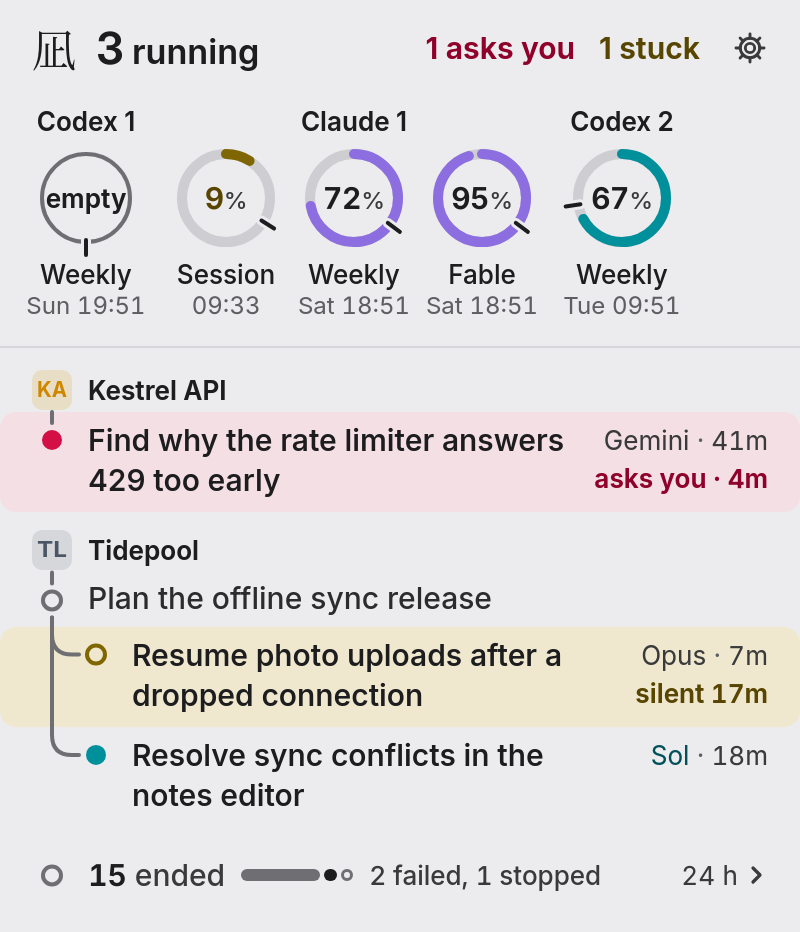 凪 3 running 1 asks you 1 stuck
Codex 1 Claude 1 Codex 2
empty 9% 72% 95% 67%
Weekly Session Weekly Fable Weekly
Sun 19:51 09:33 Sat 18:51 Sat 18:51 Tue 09:51
KA Kestrel API
Find why the rate limiter answers Gemini · 41m
429 too early asks you · 4m
TL Tidepool
Plan the offline sync release
Resume photo uploads after a Opus · 7m
dropped connection silent 17m
Resolve sync conflicts in the Sol · 18m
notes editor
15 ended 2 failed, 1 stopped 24 h